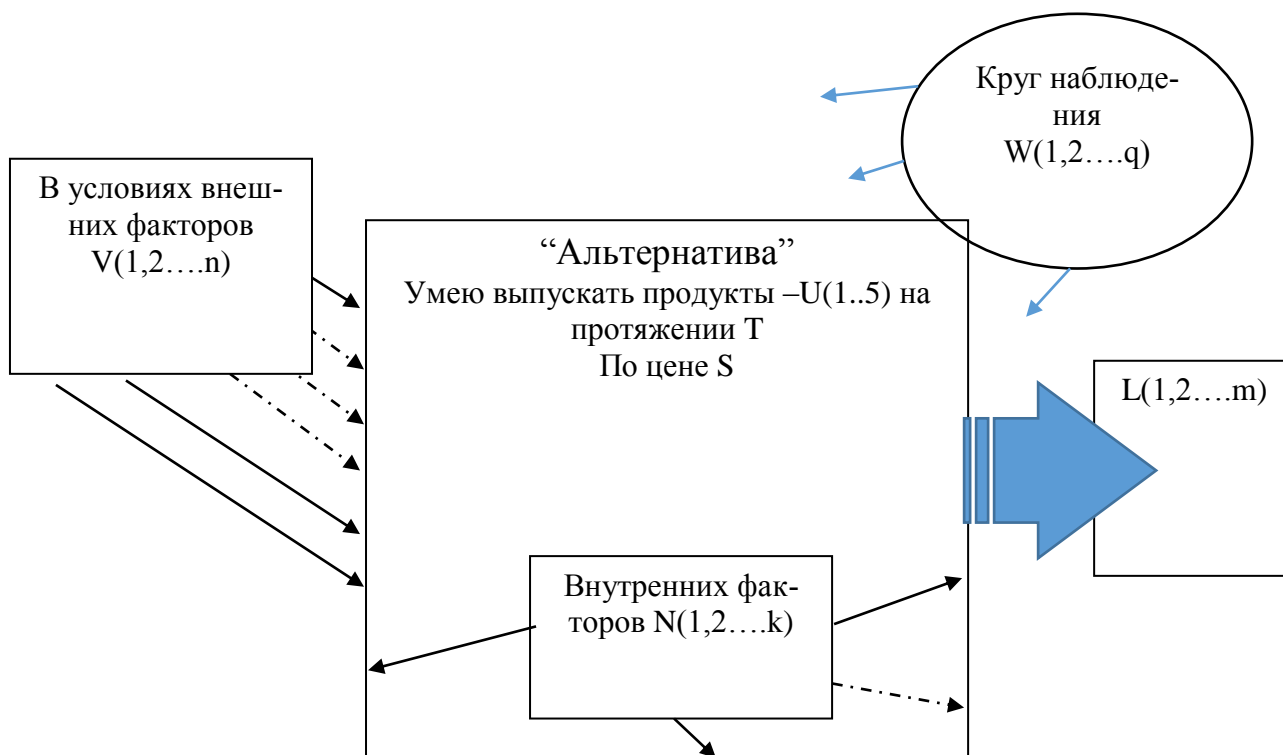 Круг наблюде-
ния
W(1,2….q)
В условиях внеш-
них факторов
V(1,2….n)
“Альтернатива”
Умею выпускать продукты –U(1..5) на
протяжении T
По цене S
L(1,2….m)
Внутренних фак-
торов N(1,2….k)